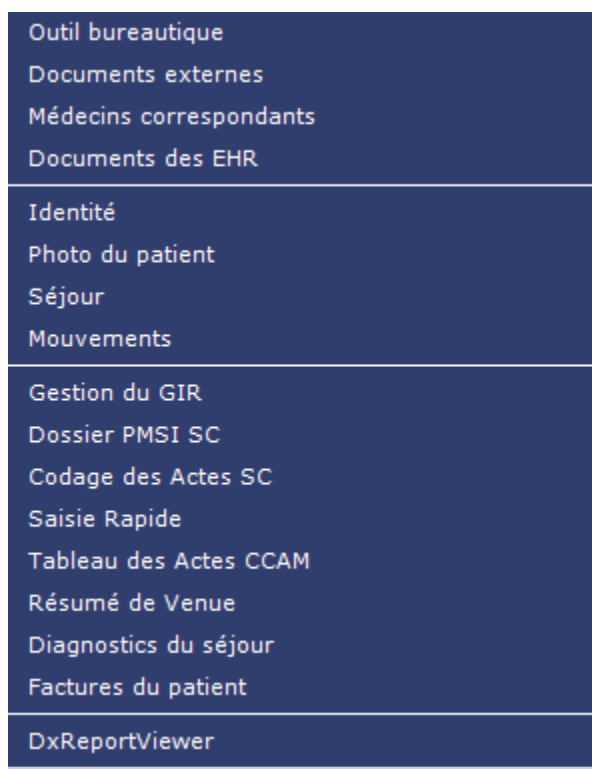 Outil bureautique
Documents externes
Médecins correspondants
Documents des EHR
Identité
Photo du patient
Séjour
Mouvements
Gestion du GIR
Dossier PMSI SC
Codage des Actes SC
Saisie Rapide
Tableau des Actes CCAM
Résumé de Venue
Diagnostics du séjour
Factures du patient
DxReportViewer